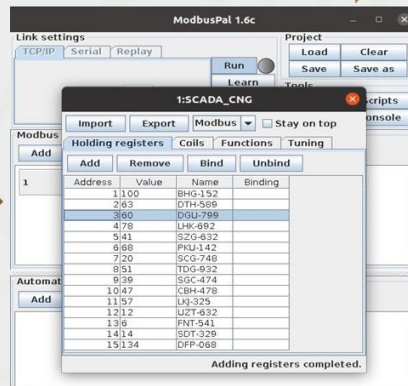 ModbusPal 1.6c
Link settings
TCP/IP Serial Replay
Run
Learn
Project
Load Clear
Save Save as
Tools
1:SCADA_CNG
Import Export Modbus Stay on top
Holding registers Coils Functions Tuning
Add Remove Bind Unbind
Address Value Name Binding
1 100 BHG-152
2 63 DTH-589
3 60 DGU-799
4 78 LHK-692
5 41 SZG-632
6 68 PKU-142
7 20 SCG-748
8 51 TDG-932
9 39 SGC-474
10 47 CBH-478
11 57 LKJ-325
12 12 UZT-632
13 6 FNT-541
14 14 SDT-329
15 134 DFP-068
Adding registers completed.
Modbus
Add
1
Automat
Add